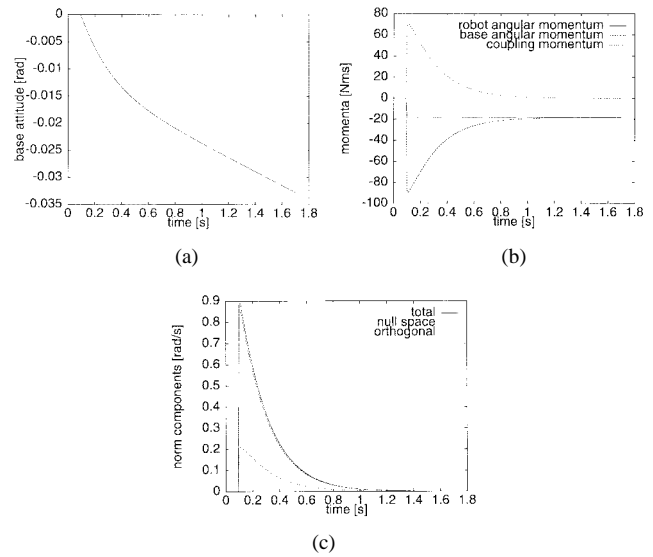 0
-0.005
-0.01
-0.015
-0.02
-0.025
-0.03
-0.035
base attitude [rad]
0 0.2 0.4 0.6 0.8 1 1.2 1.4 1.6 1.8
time [s]
(a)
80
60
40
20
0
-20
-40
-60
-80
-100
momenta [Nms]
robot angular momentum
base angular momentum
coupling momentum
0 0.2 0.4 0.6 0.8 1 1.2 1.4 1.6 1.8
time [s]
(b)
0.9
0.8
0.7
0.6
0.5
0.4
0.3
0.2
0.1
0
norm components [rad/s]
total
null space
orthogonal
0 0.2 0.4 0.6 0.8 1 1.2 1.4 1.6 1.8
time [s]
(c)